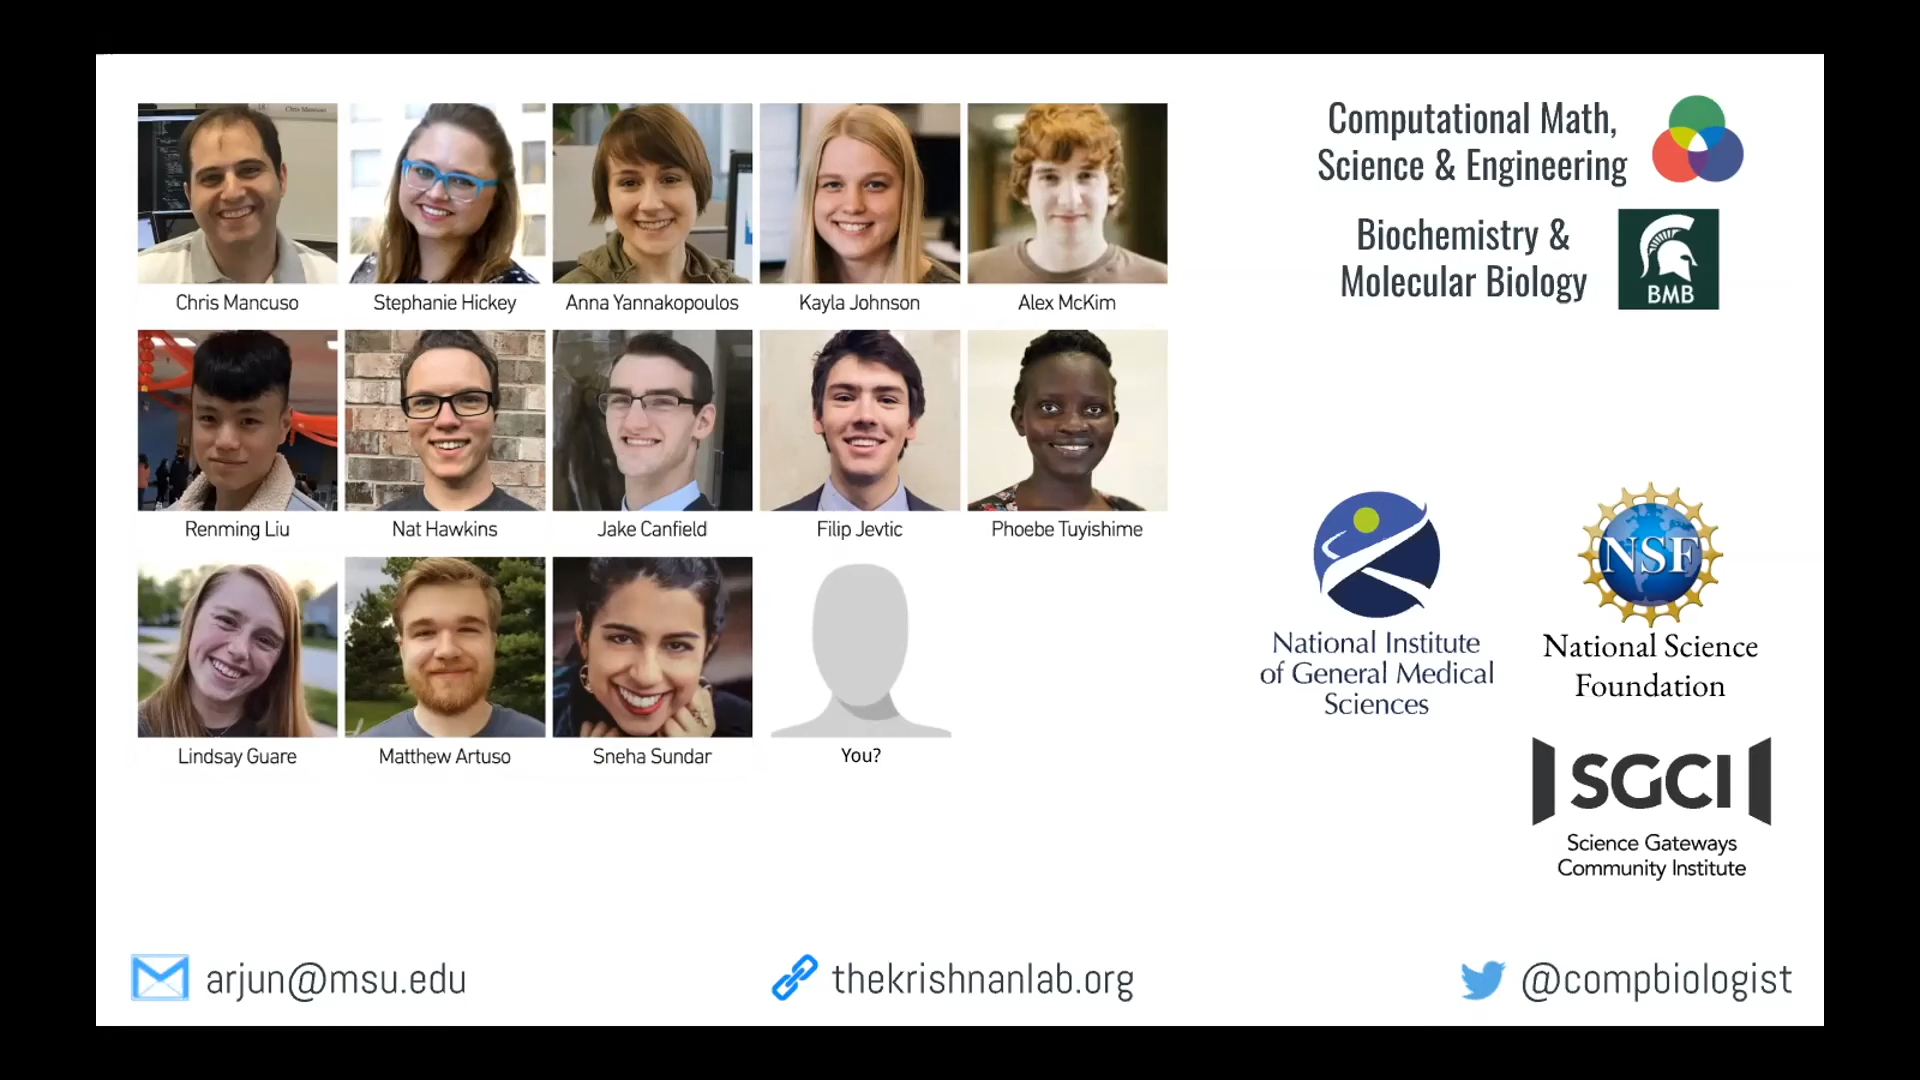 Chris Mancuso
Stephanie Hickey
Anna Yannakopoulos
Kayla Johnson
Alex McKim
Renming Liu
Nat Hawkins
Jake Canfield
Filip Jevtic
Phoebe Tuyishime
Lindsay Guare
Matthew Artuso
Sneha Sundar
You?
Computational Math,
Science & Engineering
Biochemistry &
Molecular Biology
BMB
National Institute
of General Medical
Sciences
NSF
National Science
Foundation
SGCI
Science Gateways
Community Institute
arjun@msu.edu
thekrishnanlab.org
@compbiologist